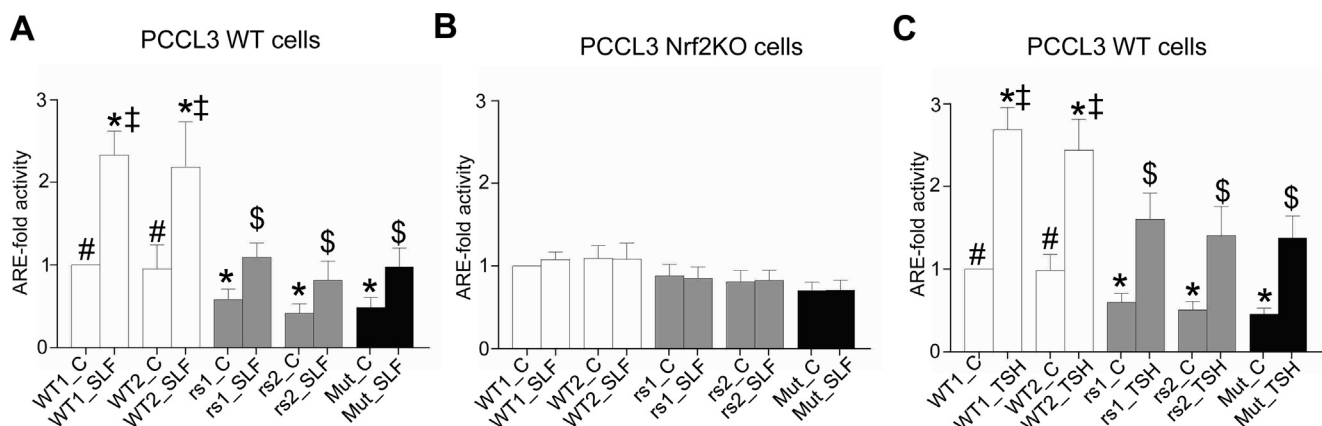 A
PCCL3 WT cells
ARE-fold activity
3
2
1
0
# *‡ # *‡ * $ * $ * $
WT1_C
WT1_SLF
WT2_C
WT2_SLF
rs1_C
rs1_SLF
rs2_C
rs2_SLF
Mut_C
Mut_SLF
B
PCCL3 Nrf2KO cells
ARE-fold activity
3
2
1
0
WT1_C
WT1_SLF
WT2_C
WT2_SLF
rs1_C
rs1_SLF
rs2_C
rs2_SLF
Mut_C
Mut_SLF
C
PCCL3 WT cells
ARE-fold activity
3
2
1
0
# *‡ # *‡ * $ * $ * $
WT1_C
WT1_TSH
WT2_C
WT2_TSH
rs1_C
rs1_TSH
rs2_C
rs2_TSH
Mut_C
Mut_TSH